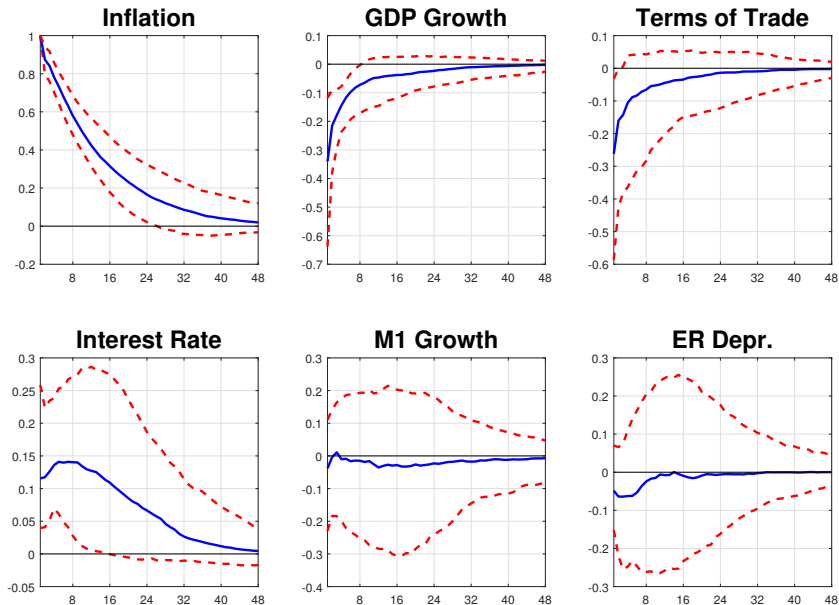 Inflation GDP Growth Terms of Trade
1 0.1 0.1
0.8 0 0
0.6 -0.1 -0.1
0.4 -0.2 -0.2
0.2 -0.3 -0.3
0 -0.4 -0.4
-0.2 -0.5 -0.5
-0.6 -0.6
-0.7
8 16 24 32 40 48 8 16 24 32 40 48 8 16 24 32 40 48
Interest Rate M1 Growth ER Depr.
0.3 0.3 0.3
0.25 0.2 0.2
0.2 0.1 0.1
0.15 0 0
0.1 -0.1 -0.1
0.05 -0.2 -0.2
0 -0.3 -0.3
-0.05 -0.4
8 16 24 32 40 48 8 16 24 32 40 48 8 16 24 32 40 48